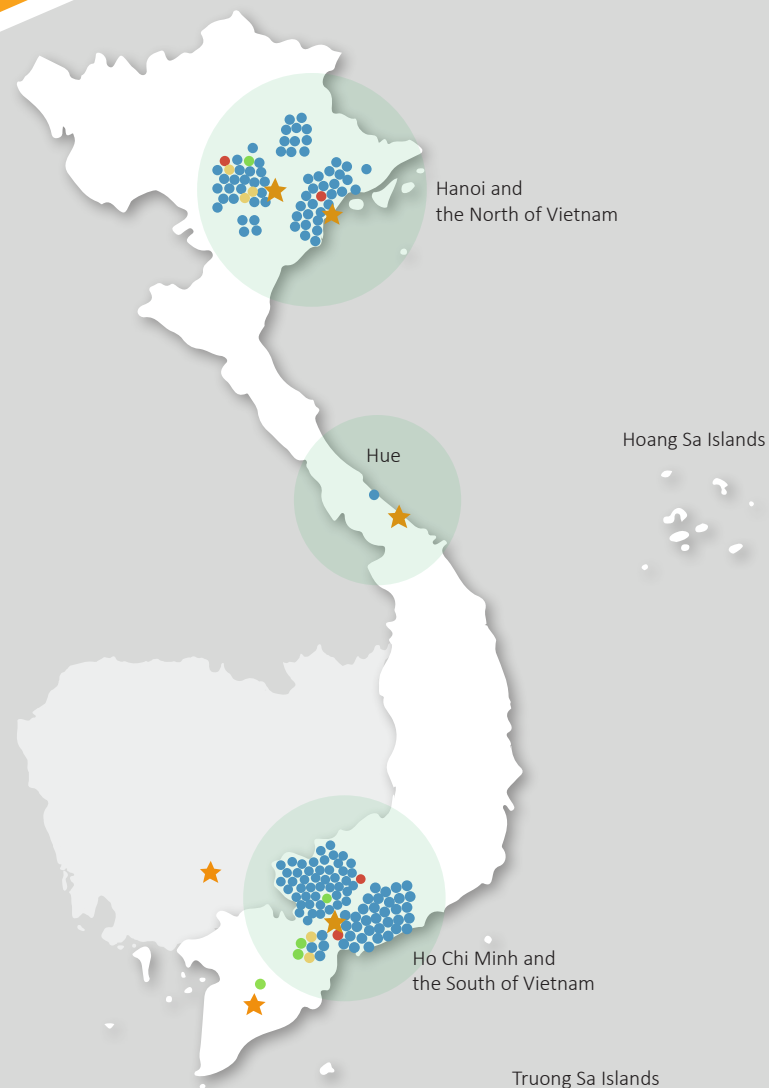 Hanoi and
the North of Vietnam
Hue
Hoang Sa Islands
Ho Chi Minh and
the South of Vietnam
Truong Sa Islands